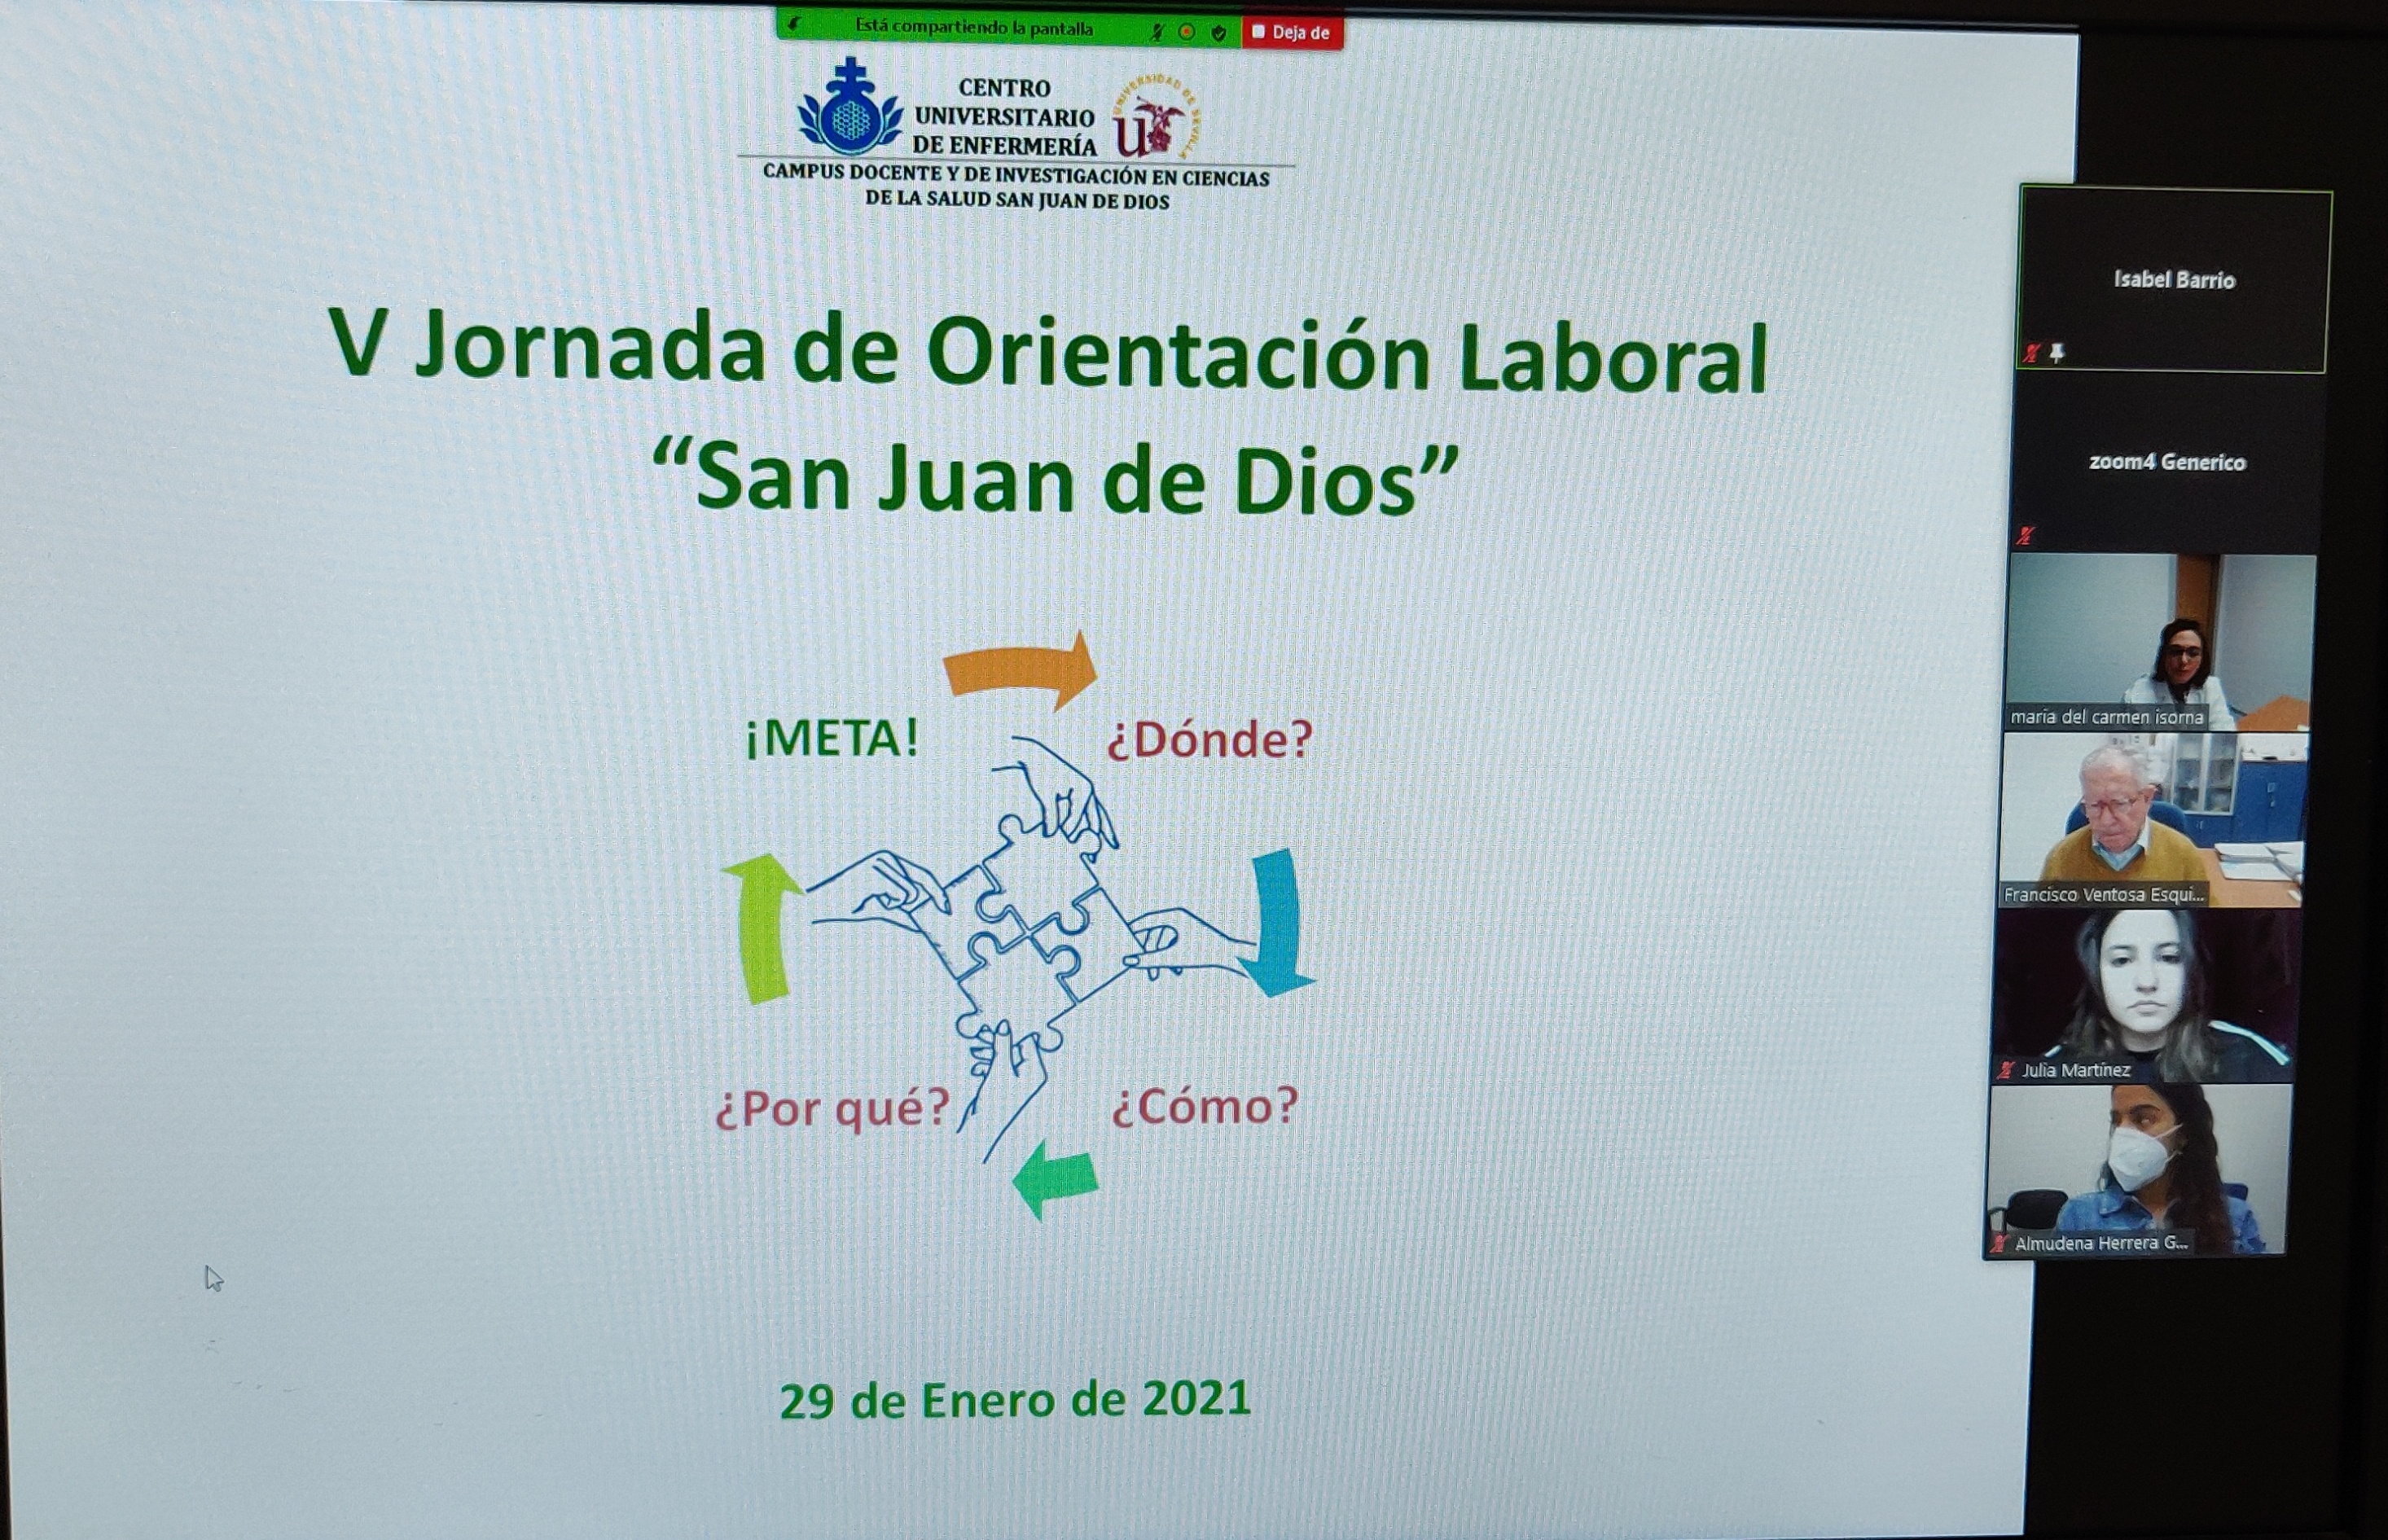 Está compartiendo la pantalla
Deja de
CENTRO
UNIVERSITARIO
DE ENFERMERÍA
UNIVERSIDAD DE SEVILLA
CAMPUS DOCENTE Y DE INVESTIGACIÓN EN CIENCIAS
DE LA SALUD SAN JUAN DE DIOS
V Jornada de Orientación Laboral
“San Juan de Dios”
¡META!
¿Dónde?
¿Por qué?
¿Cómo?
29 de Enero de 2021
Isabel Barrio
zoom4 Generico
maria del carmen isorna
Francisco Ventosa Esqui...
Julia Martínez
Almudena Herrera G...